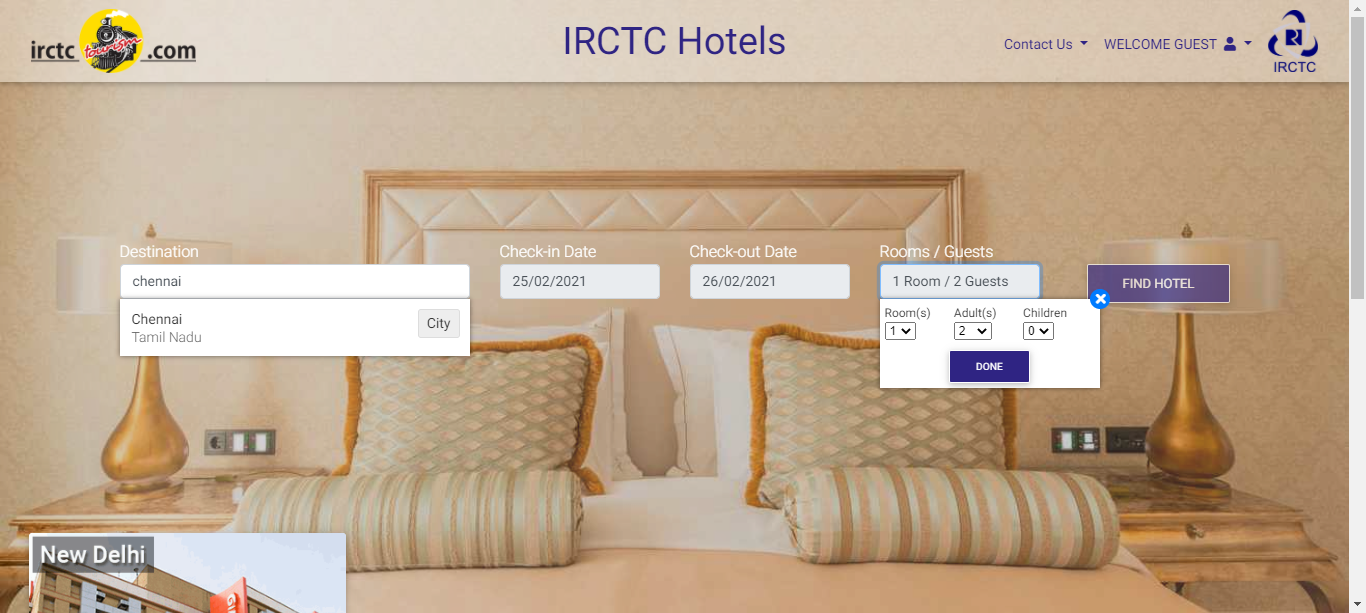 irctc tourism .com
IRCTC Hotels
Contact Us
WELCOME GUEST
IRCTC
Destination
Check-in Date
Check-out Date
Rooms / Guests
chennai
25/02/2021
26/02/2021
1 Room / 2 Guests
FIND HOTEL
Chennai
Tamil Nadu
City
Room(s)
Adult(s)
Children
1
2
0
DONE
New Delhi